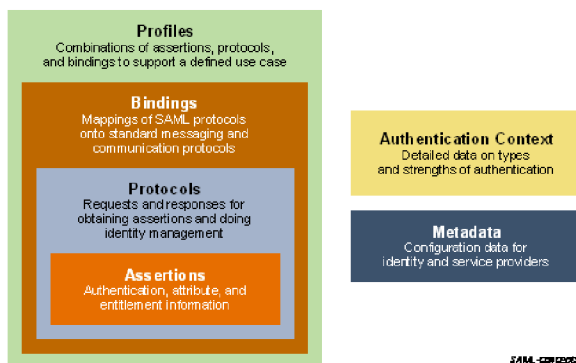 Profiles
Combinations of assertions, protocols,
and bindings to support a defined use case
Bindings
Mappings of SAML protocols
onto standard messaging and
communication protocols
Protocols
Requests and responses for
obtaining assertions and doing
identity management
Assertions
Authentication, attribute, and
entitlement information
Authentication Context
Detailed data on types
and strengths of authentication
Metadata
Configuration data for
identity and service providers
SAML-concepts